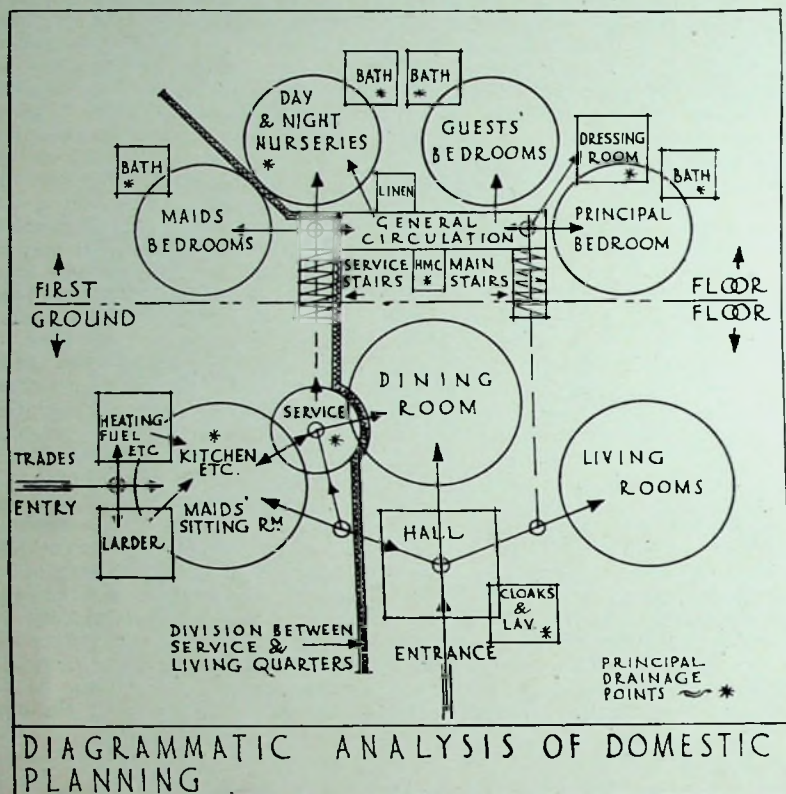 BATH *
BATH *
DAY
& NIGHT
NURSERIES
*
GUESTS'
BEDROOMS
DRESSING
ROOM
*
BATH
*
BATH
*
LINEN
MAIDS
BEDROOMS
GENERAL
CIRCULATION
PRINCIPAL
BEDROOM
SERVICE
STAIRS
HMC
*
MAIN
STAIRS
FIRST
GROUND
FLOOR
FLOOR
DINING
ROOM
SERVICE
*
HEATING-
FUEL
ETC
*
KITCHEN
ETC.
TRADES
ENTRY
MAIDS'
SITTING RM
LARDER
LIVING
ROOMS
HALL
CLOAKS
&
LAV.
*
DIVISION BETWEEN
SERVICE &
LIVING QUARTERS
ENTRANCE
PRINCIPAL
DRAINAGE
POINTS *
DIAGRAMMATIC ANALYSIS OF DOMESTIC
PLANNING